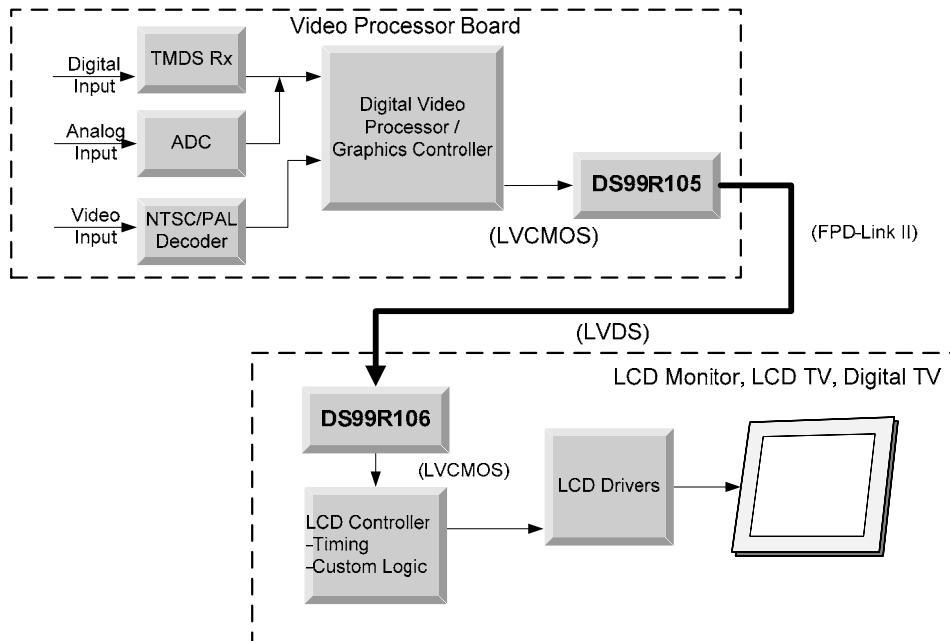 Video Processor Board
Digital
Input
TMDS Rx
Analog
Input
ADC
Video
Input
NTSC/PAL
Decoder
Digital Video
Processor /
Graphics Controller
DS99R105
(LVCMOS)
(FPD-Link II)
(LVDS)
LCD Monitor, LCD TV, Digital TV
DS99R106
(LVCMOS)
LCD Controller
–Timing
–Custom Logic
LCD Drivers